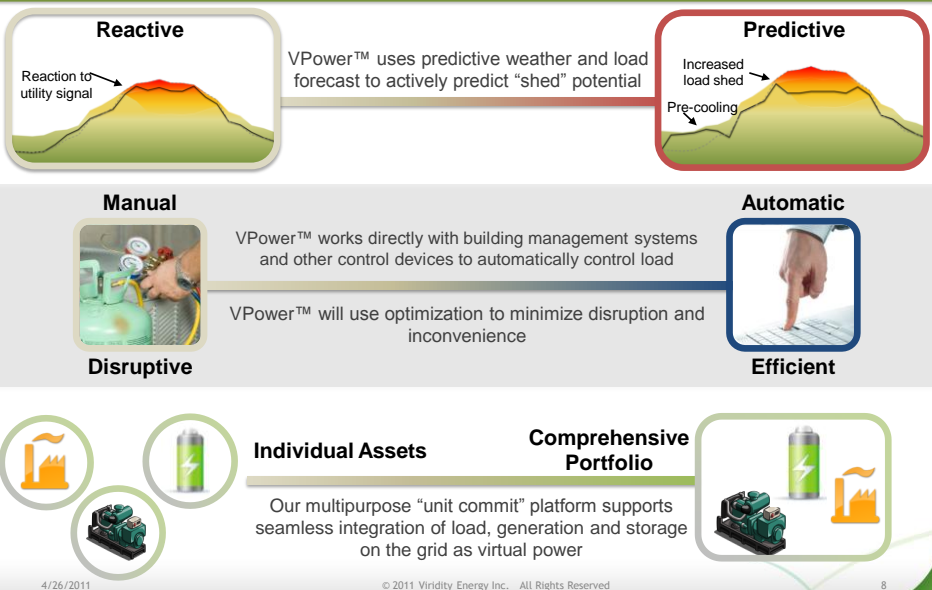 Reactive
Reaction to
utility signal
VPower™ uses predictive weather and load
forecast to actively predict “shed” potential
Predictive
Increased
load shed
Pre-cooling
Manual
Automatic
VPower™ works directly with building management systems
and other control devices to automatically control load
VPower™ will use optimization to minimize disruption and
inconvenience
Disruptive
Efficient
Individual Assets
Comprehensive
Portfolio
Our multipurpose “unit commit” platform supports
seamless integration of load, generation and storage
on the grid as virtual power
4/26/2011
© 2011 Viridity Energy Inc. All Rights Reserved
8